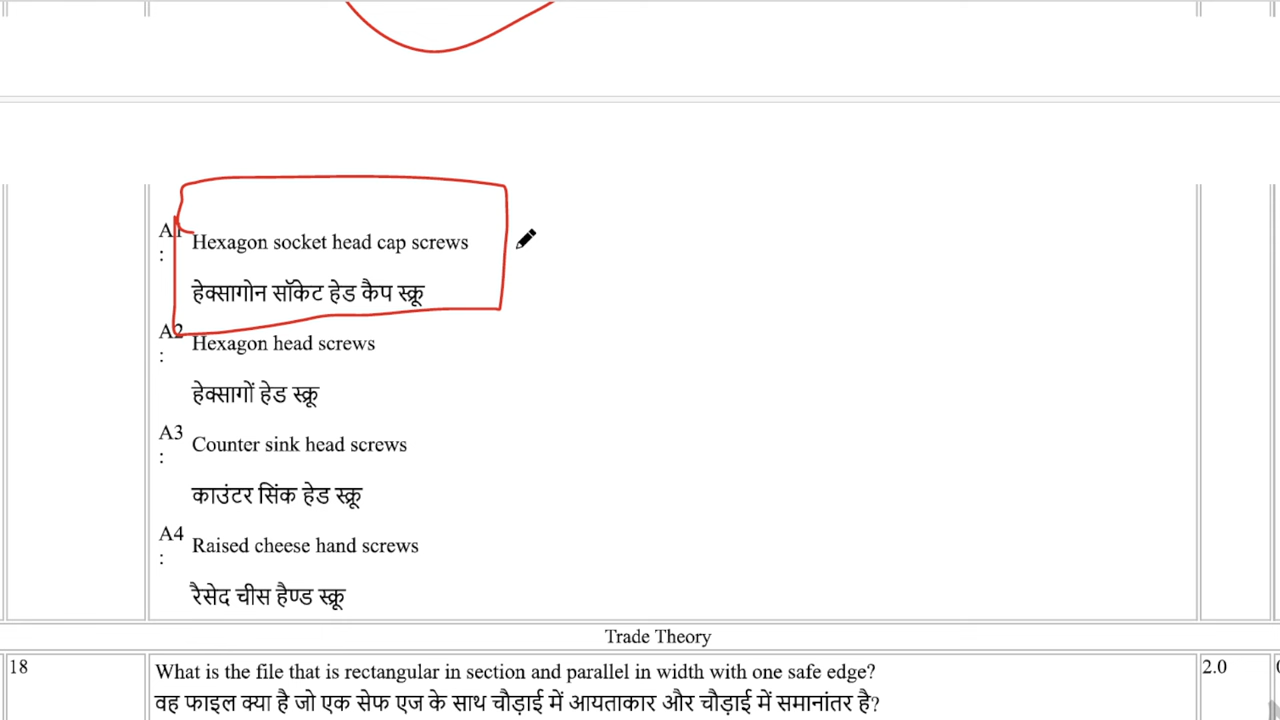 A1
:
Hexagon socket head cap screws
हेक्सागोन सॉकेट हेड कैप स्क्रू
A2
:
Hexagon head screws
हेक्सागों हेड स्क्रू
A3
:
Counter sink head screws
काउंटर सिंक हेड स्क्रू
A4
:
Raised cheese hand screws
रैसेद चीस हैण्ड स्क्रू
Trade Theory
18
What is the file that is rectangular in section and parallel in width with one safe edge?
2.0
वह फाइल क्या है जो एक सेफ एज के साथ चौड़ाई में आयताकार और चौड़ाई में समानांतर है?